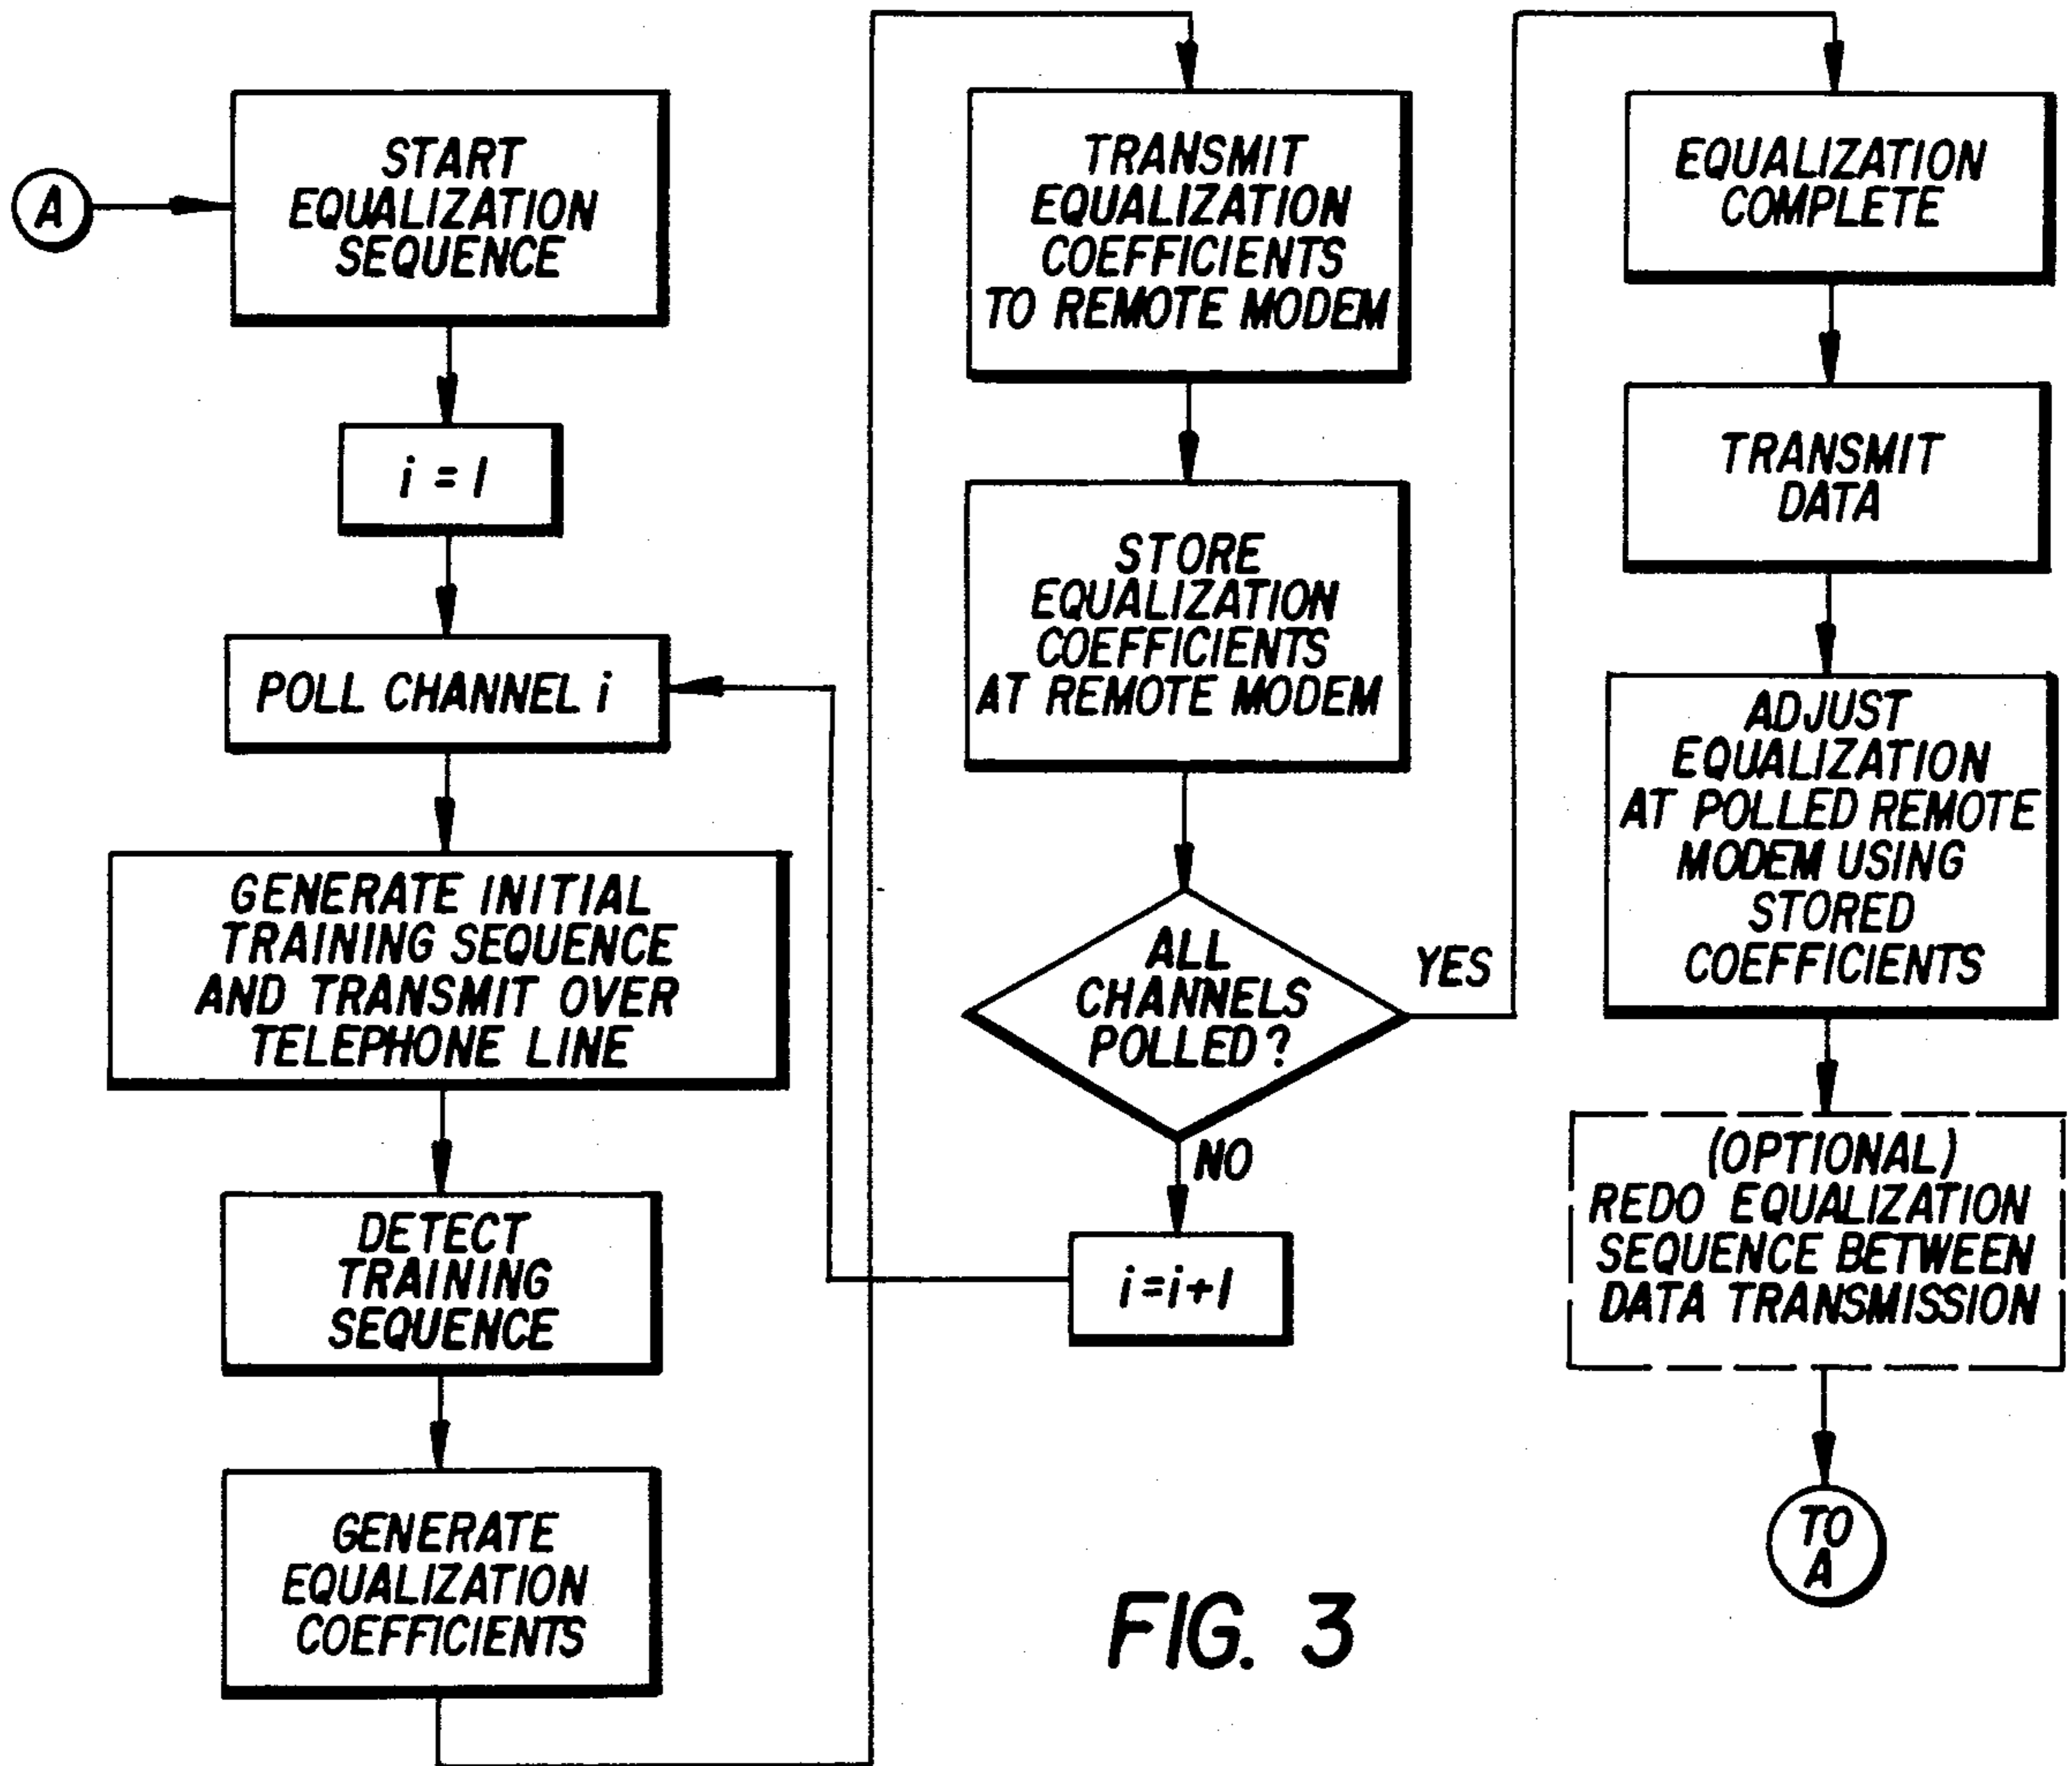 A
START
EQUALIZATION
SEQUENCE
i = 1
POLL CHANNEL i
GENERATE INITIAL
TRAINING SEQUENCE
AND TRANSMIT OVER
TELEPHONE LINE
DETECT
TRAINING
SEQUENCE
GENERATE
EQUALIZATION
COEFFICIENTS
TRANSMIT
EQUALIZATION
COEFFICIENTS
TO REMOTE MODEM
STORE
EQUALIZATION
COEFFICIENTS
AT REMOTE MODEM
ALL
CHANNELS
POLLED?
YES
NO
i=i+1
EQUALIZATION
COMPLETE
TRANSMIT
DATA
ADJUST
EQUALIZATION
AT POLLED REMOTE
MODEM USING
STORED
COEFFICIENTS
(OPTIONAL)
REDO EQUALIZATION
SEQUENCE BETWEEN
DATA TRANSMISSION
TO
A
FIG. 3